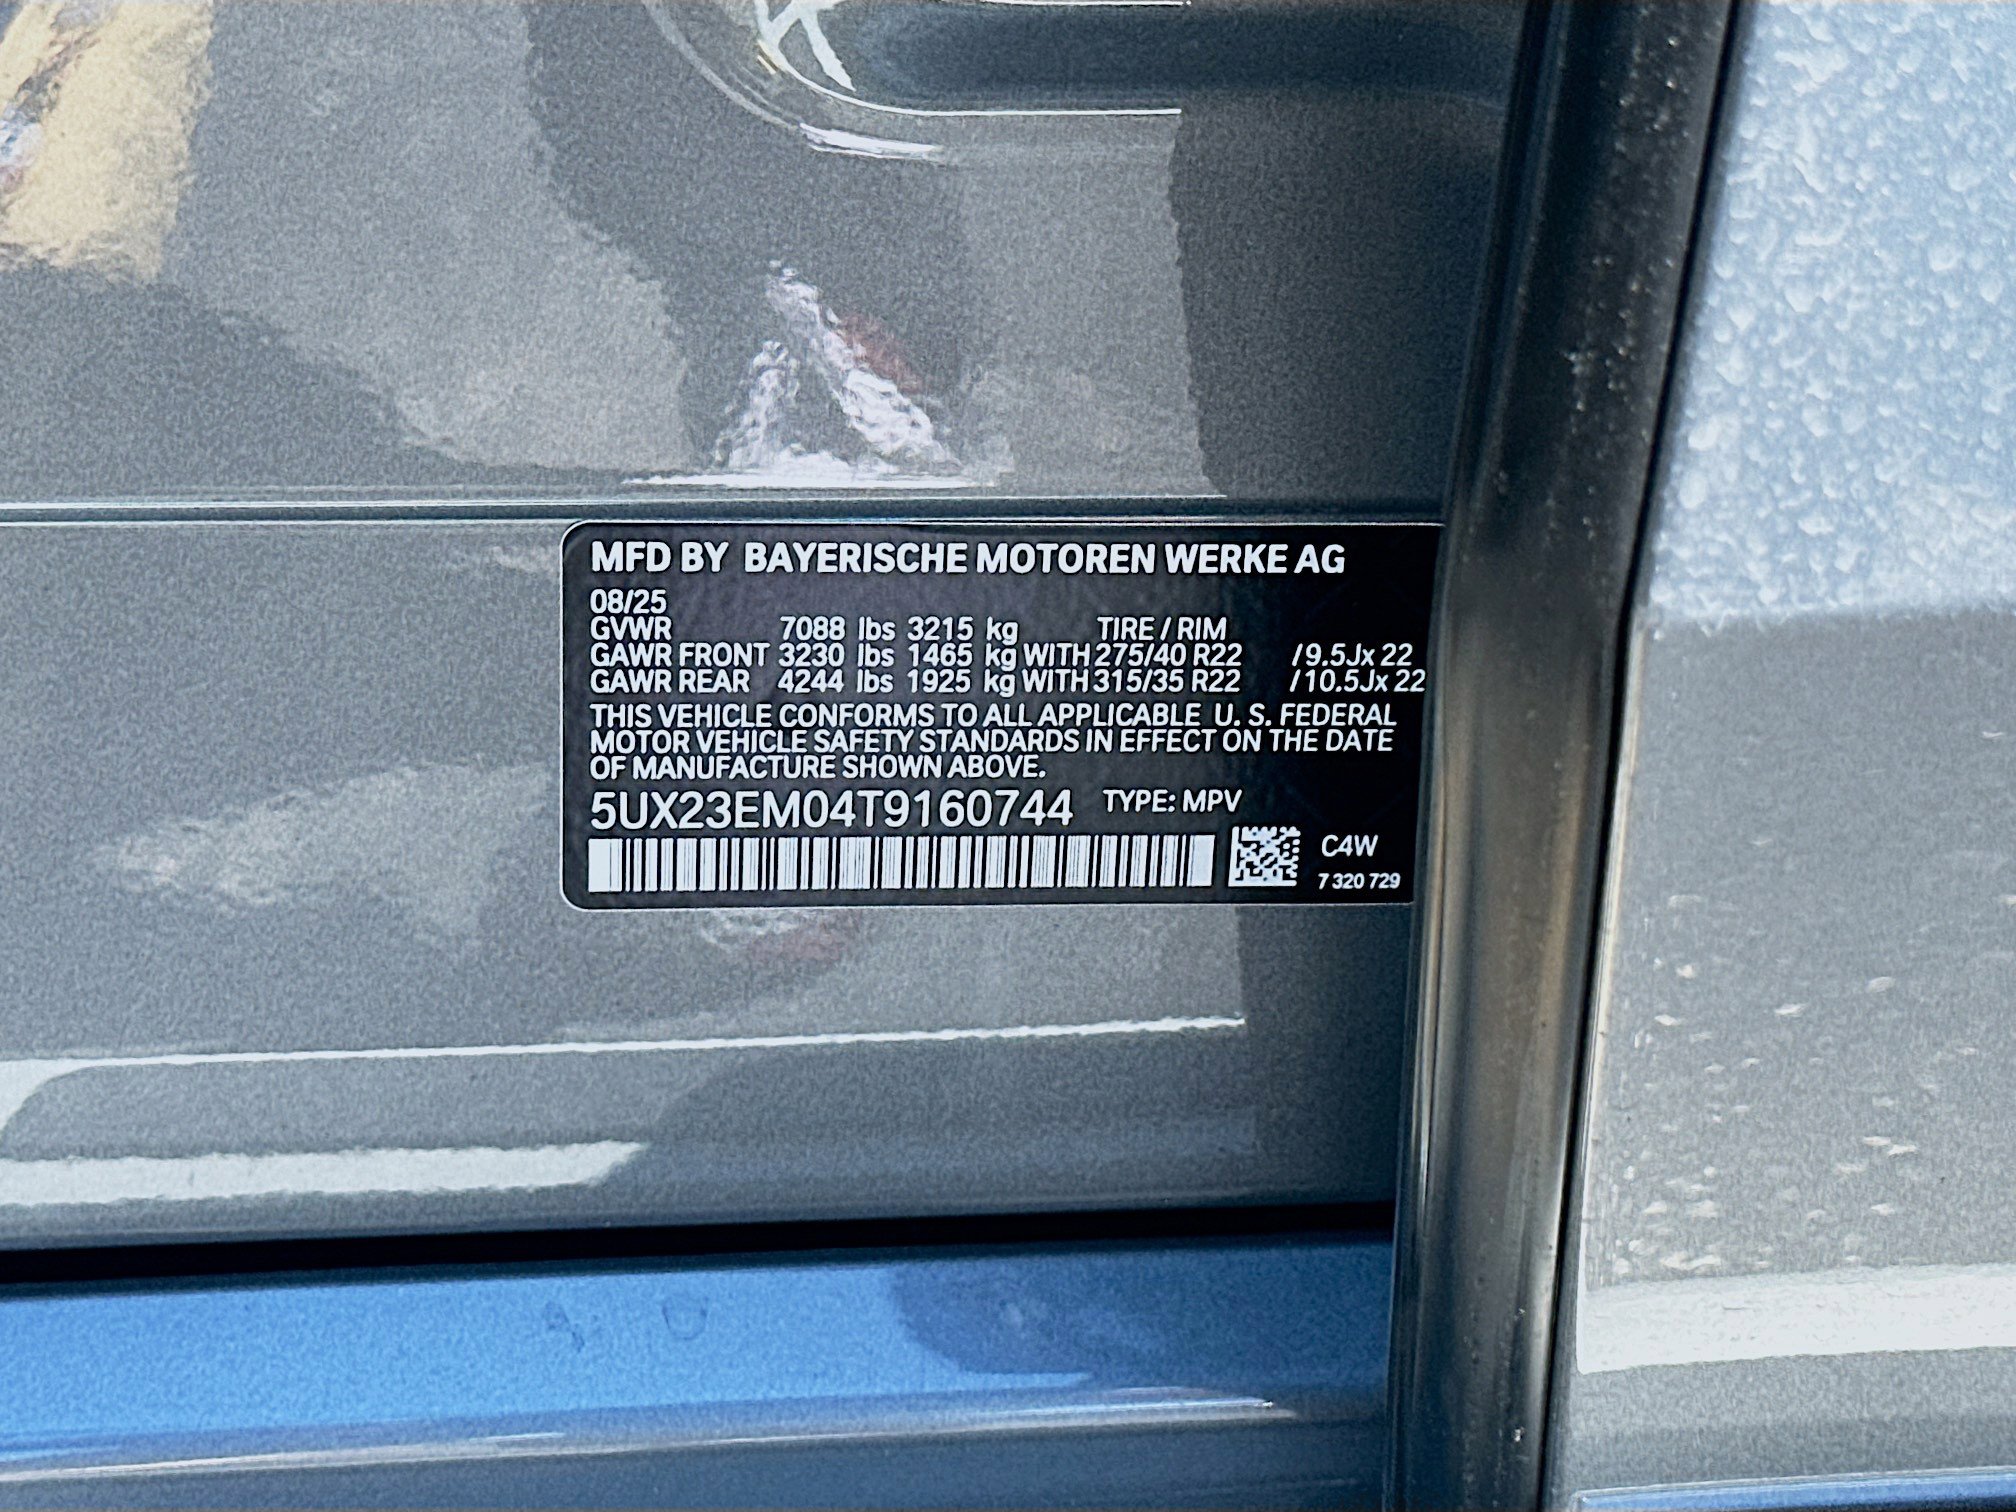 MFD BY BAYERISCHE MOTOREN WERKE AG
08/25
GVWR 7088 lbs 3215 kg TIRE / RIM
GAWR FRONT 3230 lbs 1465 kg WITH 275/40 R22 /9.5Jx 22
GAWR REAR 4244 lbs 1925 kg WITH 315/35 R22 /10.5Jx 22
THIS VEHICLE CONFORMS TO ALL APPLICABLE U. S. FEDERAL
MOTOR VEHICLE SAFETY STANDARDS IN EFFECT ON THE DATE
OF MANUFACTURE SHOWN ABOVE.
5UX23EM04T9160744 TYPE: MPV
C4W
7 320 729